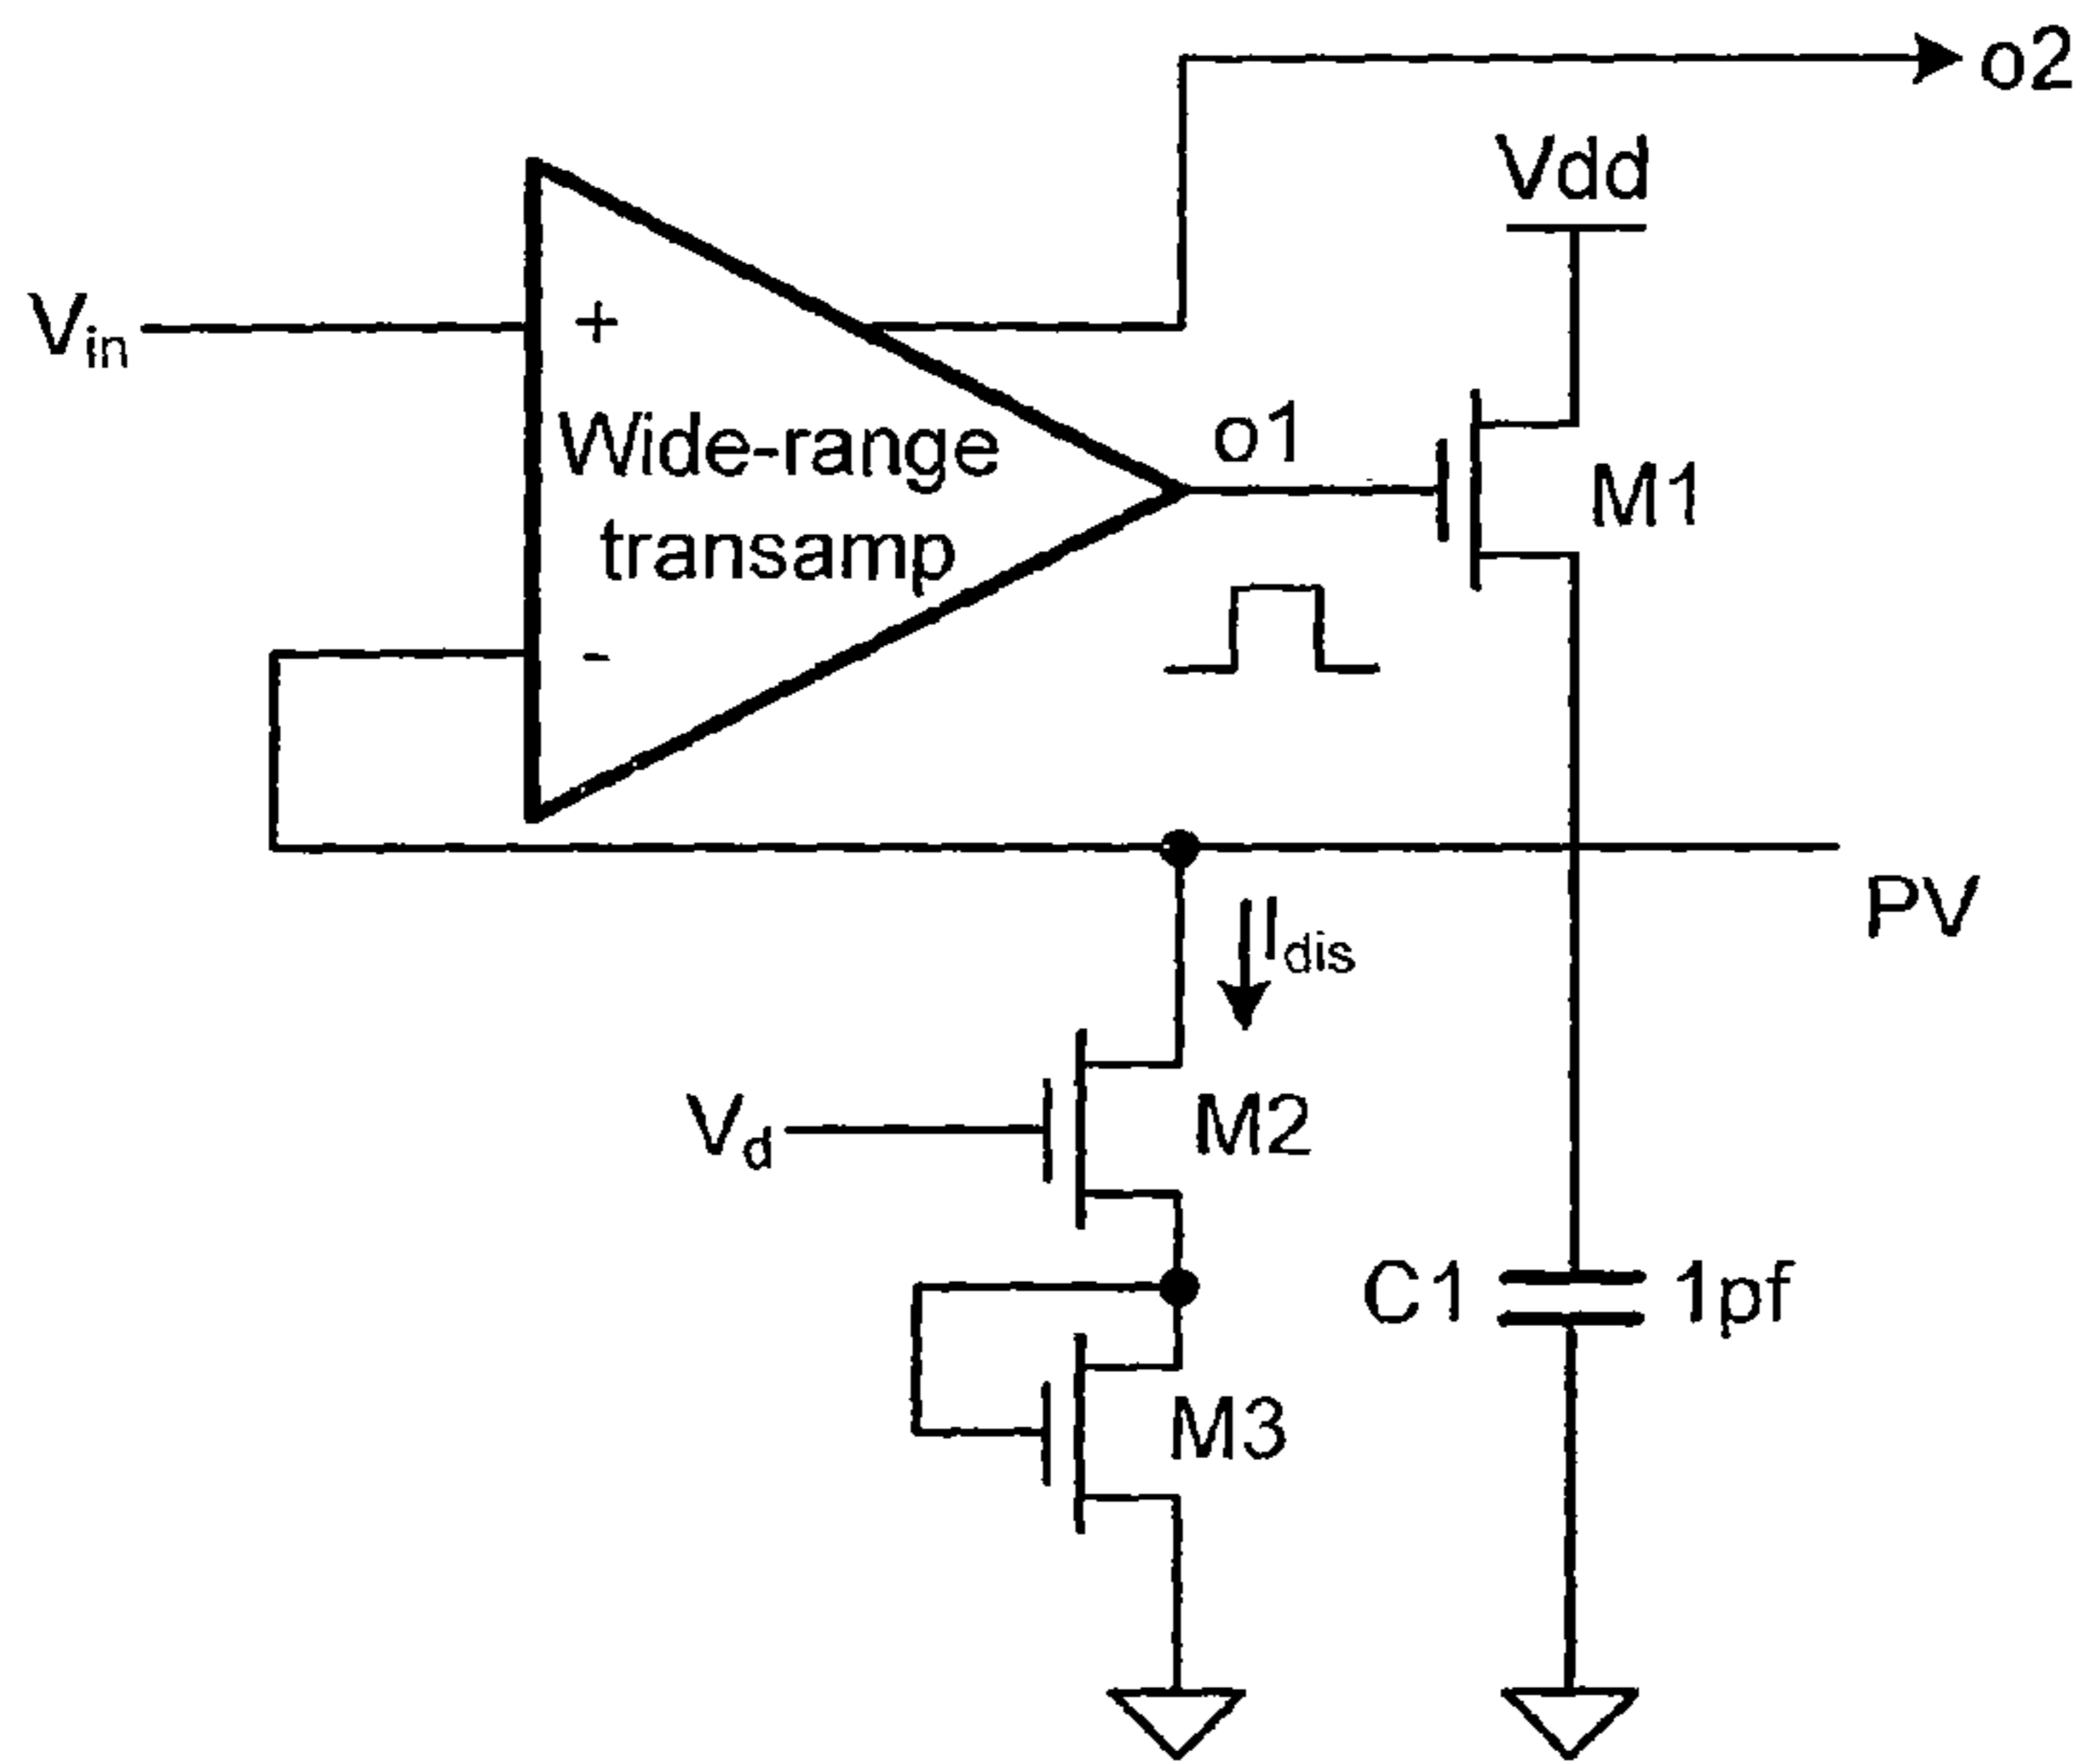 o2
Vdd
Vin
+
o1
Wide-range
transamp
M1
-
PV
Idis
Vd
M2
C1
1pf
M3